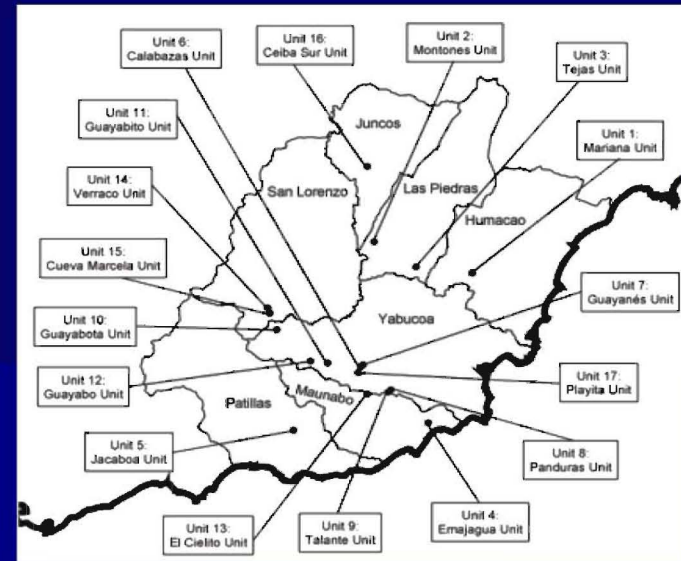 Unit 6:
Calabazas Unit
Unit 16:
Ceiba Sur Unit
Unit 2:
Montones Unit
Unit 3:
Tejas Unit
Unit 11:
Guayabito Unit
Juncos
Unit 1:
Mariana Unit
Unit 14:
Verraco Unit
San Lorenzo
Las Piedras
Humacao
Unit 15:
Cueva Marcela Unit
Unit 7:
Guayanés Unit
Unit 10:
Guayabota Unit
Yabucoa
Unit 12:
Guayabo Unit
Maunabo
Unit 17:
Playita Unit
Patillas
Unit 5:
Jacaboa Unit
Unit 8:
Panduras Unit
Unit 13:
El Cielito Unit
Unit 9:
Talante Unit
Unit 4:
Emajagua Unit